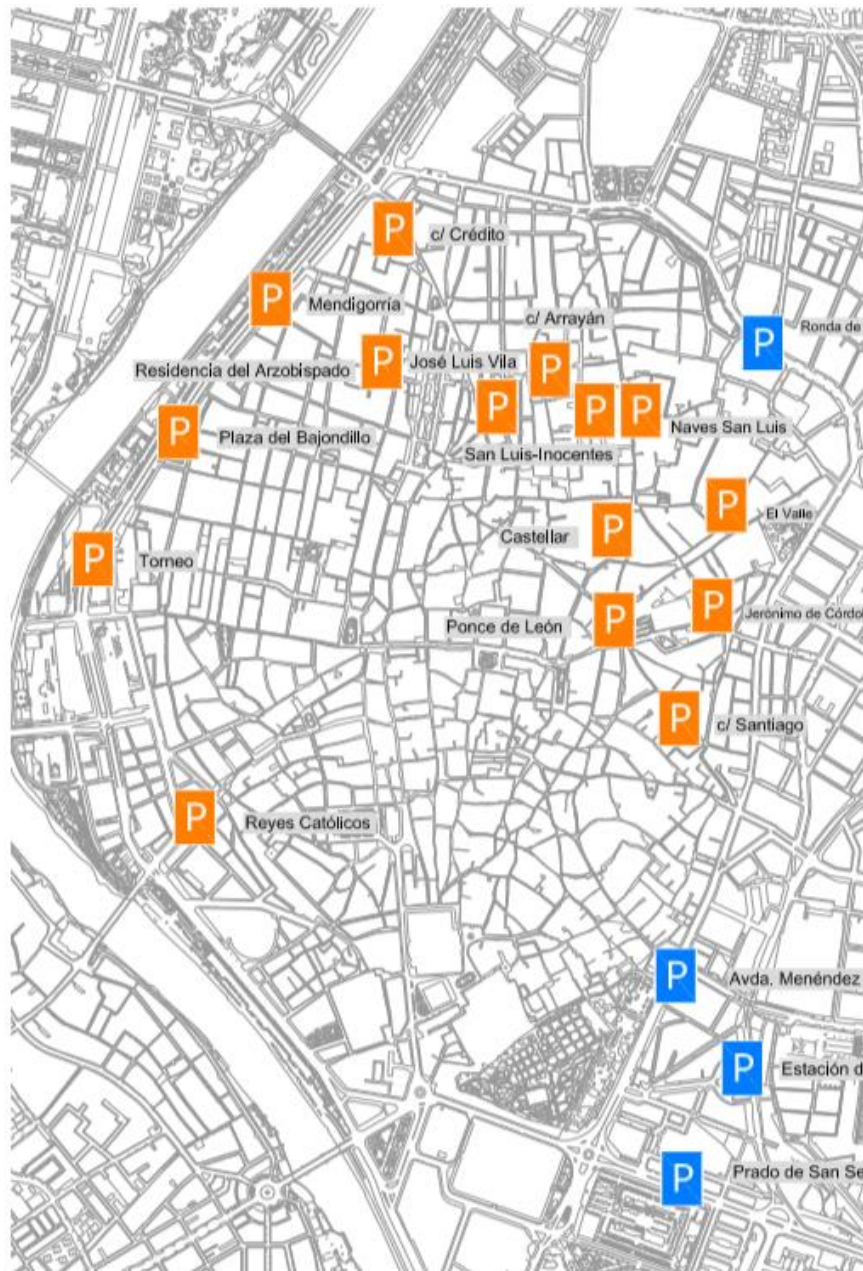 P
c/ Crédito
P
Mendigorría
c/ Arrayán
P
Ronda de
P
Residencia del Arzobispado
P
José Luis Vila
P
P
P
P
Naves San Luis
P
Plaza del Bajondillo
San Luis-Inocentes
P
El Valle
P
Castellar
P
Torneo
P
Jerónimo de Córdo
P
Ponce de León
P
c/ Santiago
P
Reyes Católicos
P
Avda. Menéndez
P
Estación d
P
Prado de San Se